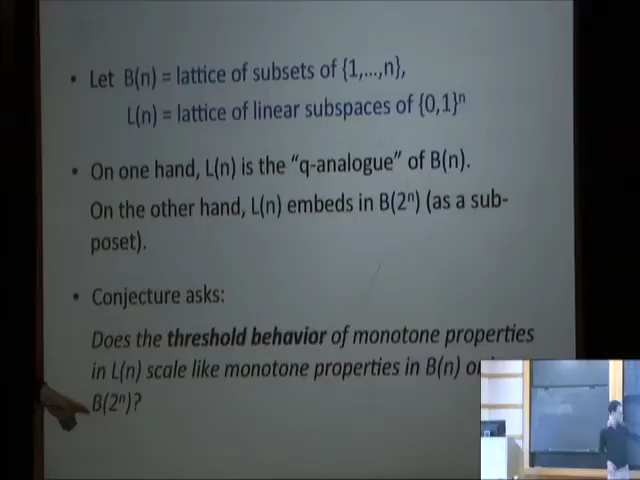 • Let B(n) = lattice of subsets of {1,...,n},
L(n) = lattice of linear subspaces of {0,1}ⁿ
• On one hand, L(n) is the “q-analogue” of B(n).
On the other hand, L(n) embeds in B(2ⁿ) (as a sub-
poset).
• Conjecture asks:
Does the threshold behavior of monotone properties
in L(n) scale like monotone properties in B(n) or
B(2ⁿ)?